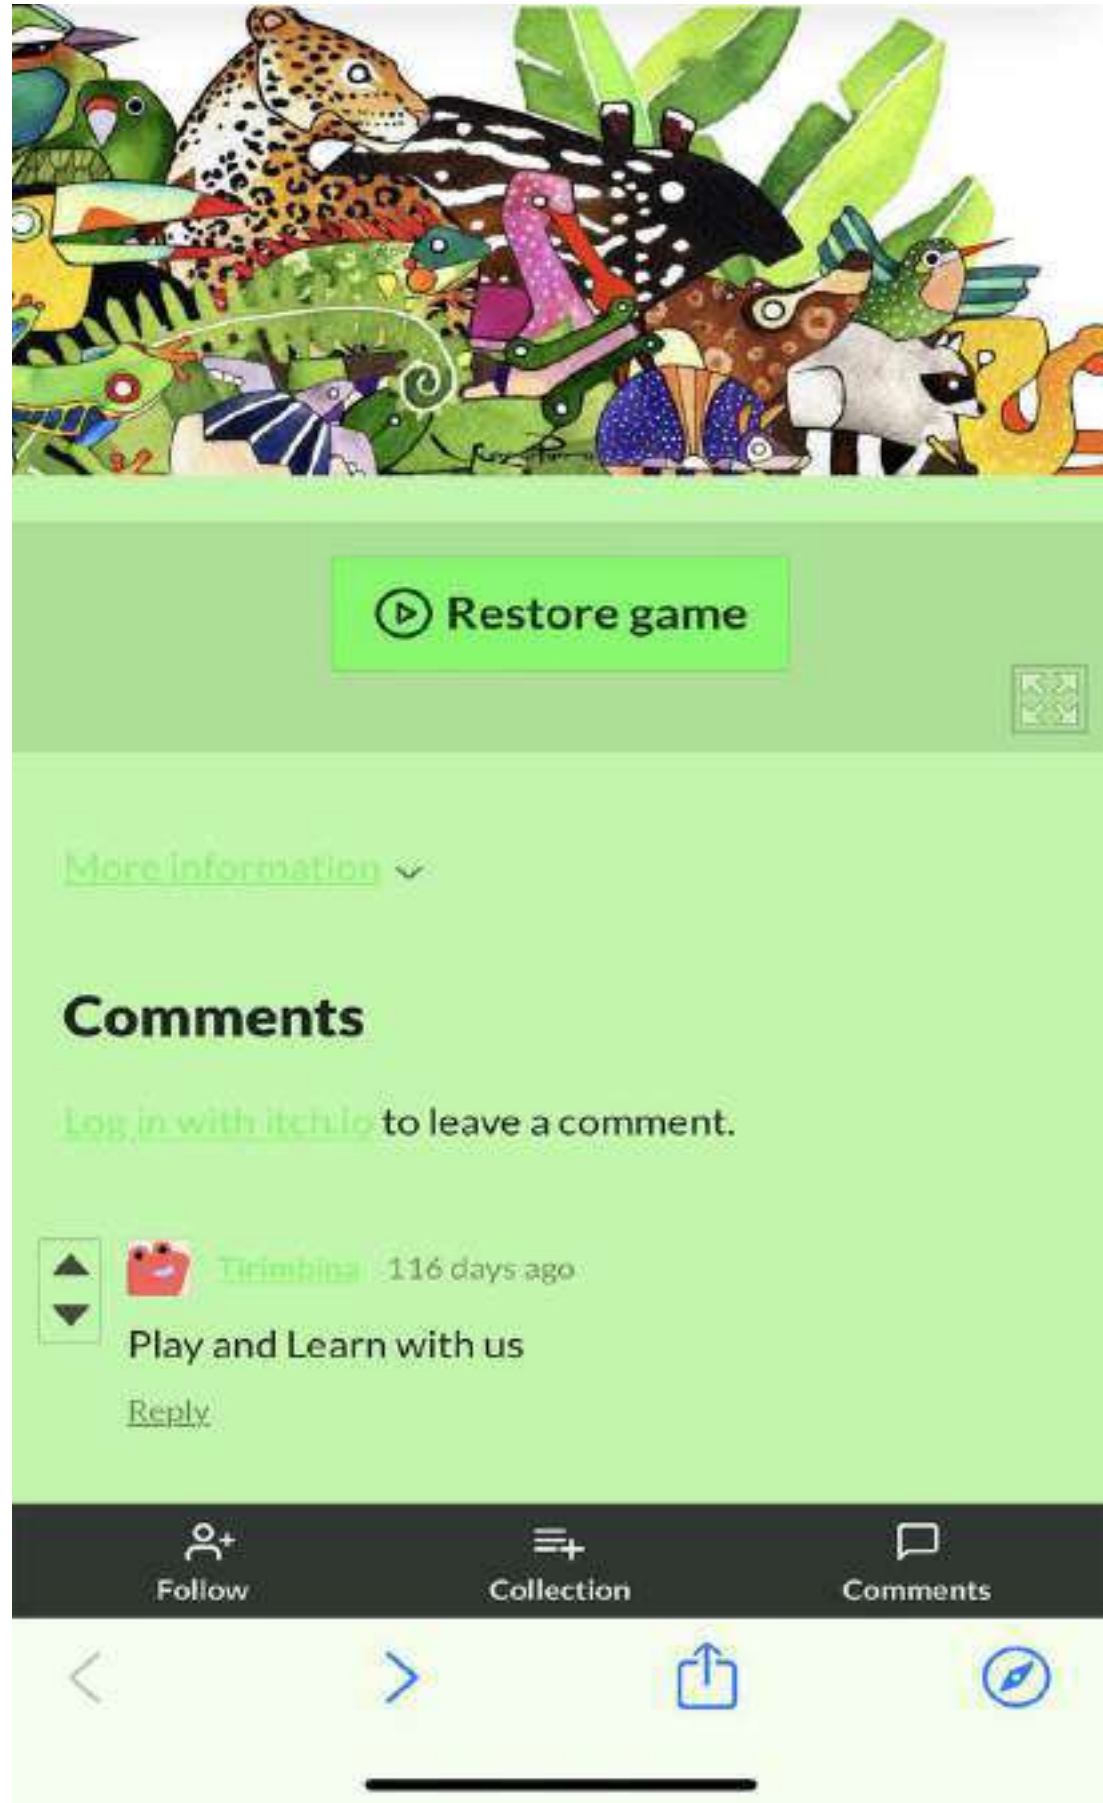 Restore game
More information
Comments
Log in with itch.io to leave a comment.
Tirimbina 116 days ago
Play and Learn with us
Reply
Follow Collection Comments